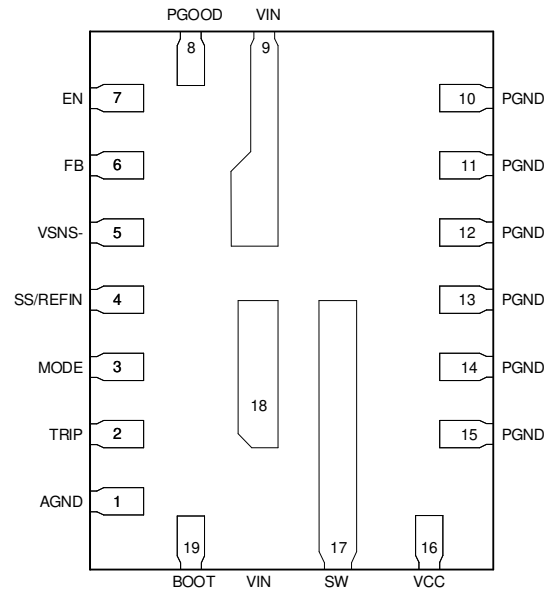 PGOOD VIN
8 9
EN 7 10 PGND
FB 6 11 PGND
VSNS- 5 12 PGND
SS/REFIN 4 13 PGND
MODE 3 14 PGND
18
TRIP 2 15 PGND
AGND 1
19 17 16
BOOT VIN SW VCC